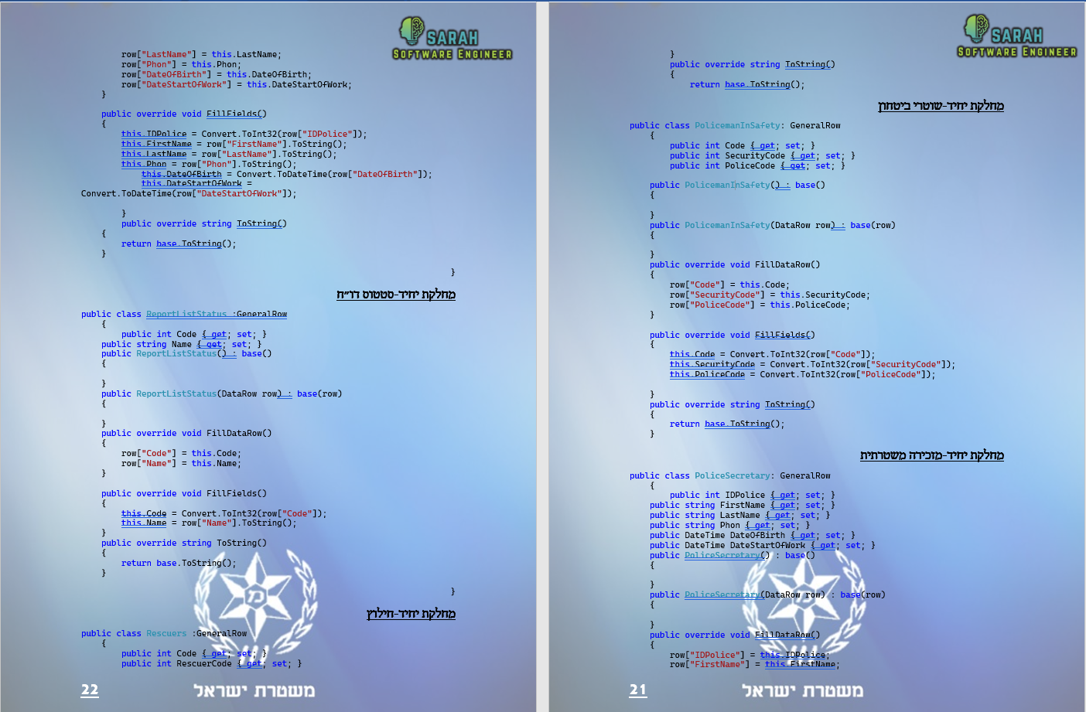 SARAH
SOFTWARE ENGINEER
}
public override string ToString()
{
return base.ToString();
מחלקת יחיד-שוטרי ביטחון
public class PolicemanInSafety: GeneralRow
{
public int Code { get; set; }
public int SecurityCode { get; set; }
public int PoliceCode { get; set; }
public PolicemanInSafety() : base()
{
}
public PolicemanInSafety(DataRow row) : base(row)
{
}
public override void FillDataRow()
{
row["Code"] = this.Code;
row["SecurityCode"] = this.SecurityCode;
row["PoliceCode"] = this.PoliceCode;
}
public override void FillFields()
{
this.Code = Convert.ToInt32(row["Code"]);
this.SecurityCode = Convert.ToInt32(row["SecurityCode"]);
this.PoliceCode = Convert.ToInt32(row["PoliceCode"]);
}
public override string ToString()
{
return base.ToString();
}
מחלקת יחיד-מזכירה משטרתית
public class PoliceSecretary: GeneralRow
{
public int IDPolice { get; set; }
public string FirstName { get; set; }
public string LastName { get; set; }
public string Phon { get; set; }
public DateTime DateOfBirth { get; set; }
public DateTime DateStartOfWork { get; set; }
public PoliceSecretary() : base()
{
}
public PoliceSecretary(DataRow row) : base(row)
{
}
public override void FillDataRow()
{
row["IDPolice"] = this.IDPolice;
row["FirstName"] = this.FirstName;
משטרת ישראל
21
SARAH
SOFTWARE ENGINEER
row["LastName"] = this.LastName;
row["Phon"] = this.Phon;
row["DateOfBirth"] = this.DateOfBirth;
row["DateStartOfWork"] = this.DateStartOfWork;
}
public override void FillFields()
{
this.IDPolice = Convert.ToInt32(row["IDPolice"]);
this.FirstName = row["FirstName"].ToString();
this.LastName = row["LastName"].ToString();
this.Phon = row["Phon"].ToString();
this.DateOfBirth = Convert.ToDateTime(row["DateOfBirth"]);
this.DateStartOfWork =
Convert.ToDateTime(row["DateStartOfWork"]);
}
public override string ToString()
{
return base.ToString();
}
}
מחלקת יחיד-סטטוס דו״ח
public class ReportListStatus :GeneralRow
{
public int Code { get; set; }
public string Name { get; set; }
public ReportListStatus() : base()
{
}
public ReportListStatus(DataRow row) : base(row)
{
}
public override void FillDataRow()
{
row["Code"] = this.Code;
row["Name"] = this.Name;
}
public override void FillFields()
{
this.Code = Convert.ToInt32(row["Code"]);
this.Name = row["Name"].ToString();
}
public override string ToString()
{
return base.ToString();
}
}
מחלקת יחיד-חילוץ
public class Rescuers :GeneralRow
{
public int Code { get; set; }
public int RescuerCode { get; set; }
משטרת ישראל
22